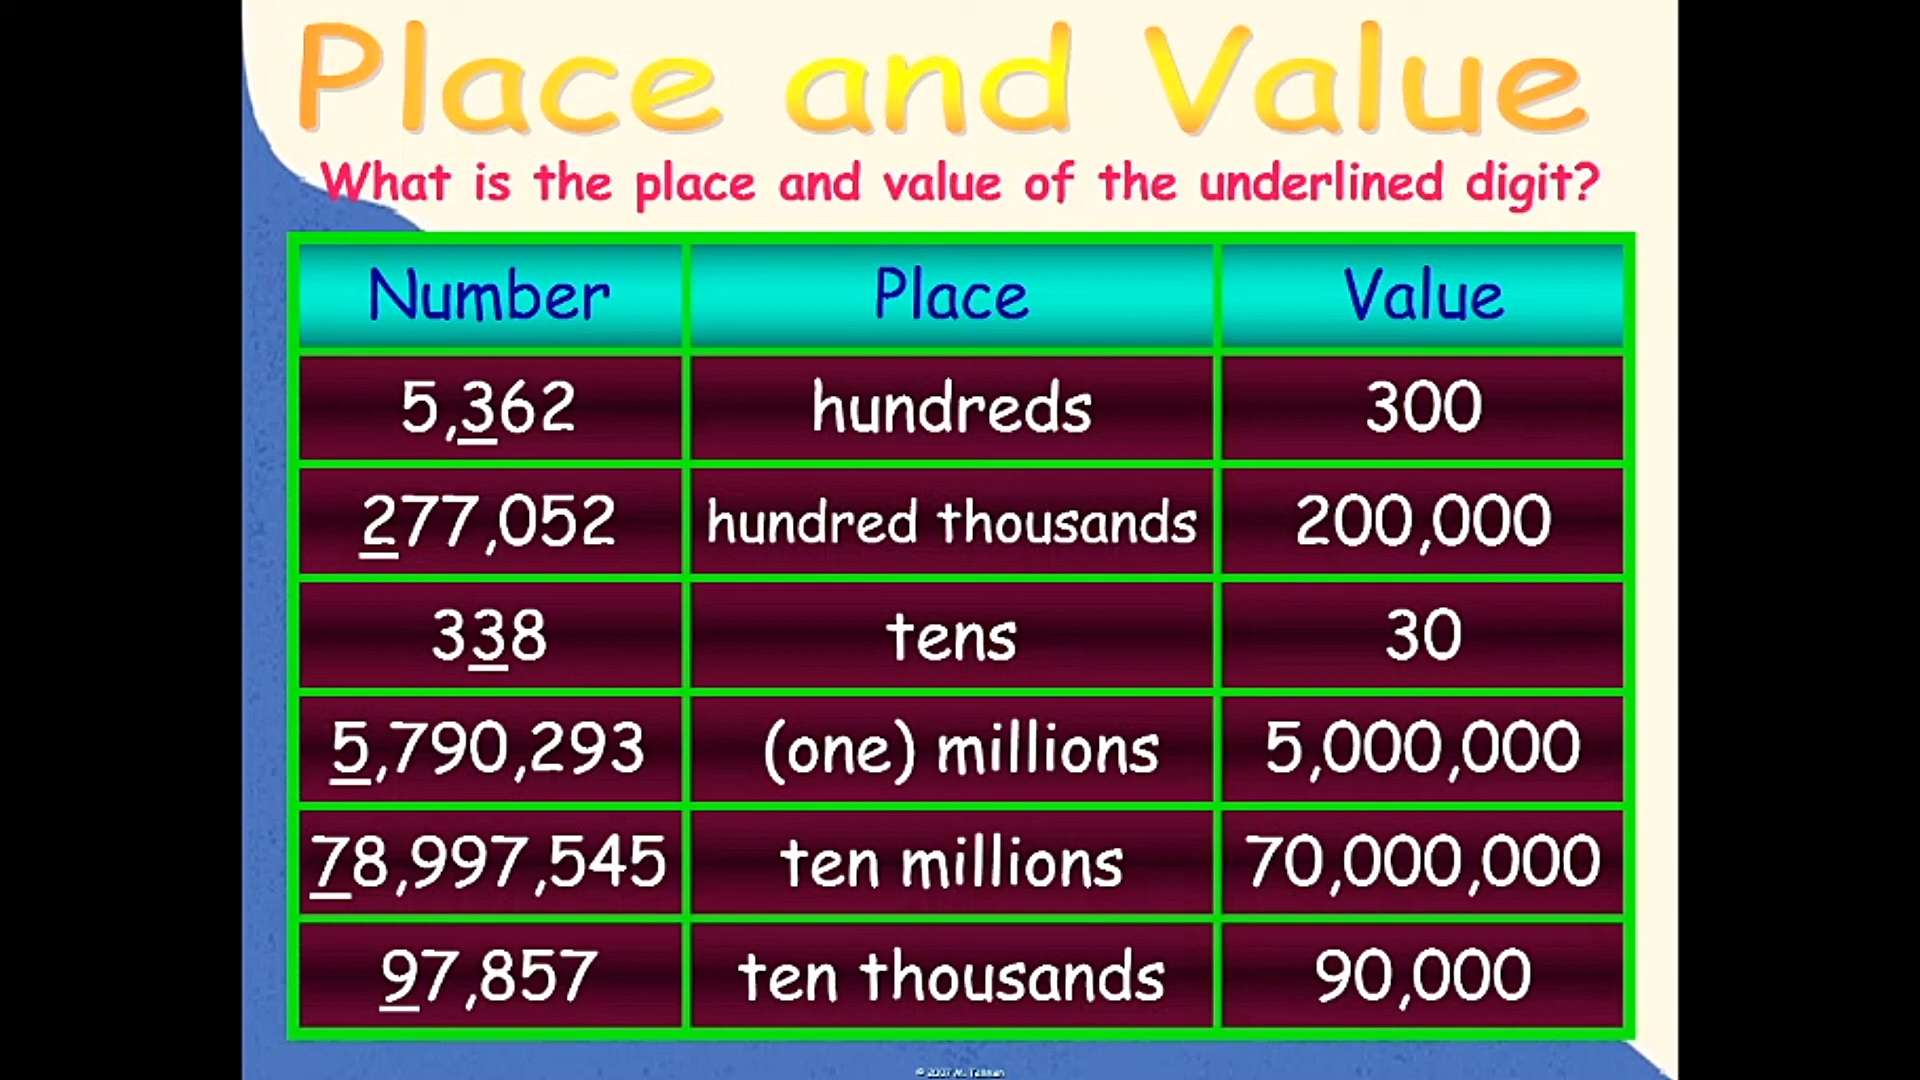 Place and Value
What is the place and value of the underlined digit?
Number Place Value
5,362 hundreds 300
277,052 hundred thousands 200,000
338 tens 30
5,790,293 (one) millions 5,000,000
78,997,545 ten millions 70,000,000
97,857 ten thousands 90,000
© 2007 M.